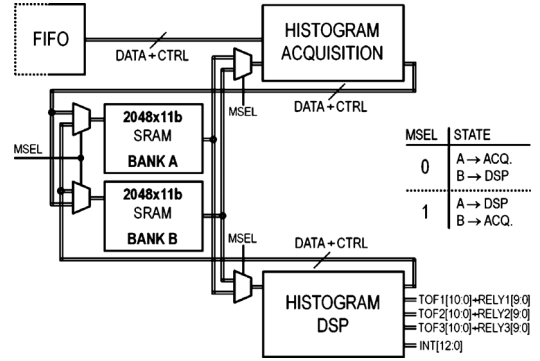 FIFO
DATA+CTRL
HISTOGRAM
ACQUISITION
MSEL
DATA+CTRL
2048x11b
SRAM
BANK A
MSEL
2048x11b
SRAM
BANK B
MSEL STATE
0 A → ACQ.
B → DSP
1 A → DSP
B → ACQ.
MSEL
DATA+CTRL
HISTOGRAM
DSP
TOF1[10:0]+RELY1[9:0]
TOF2[10:0]+RELY2[9:0]
TOF3[10:0]+RELY3[9:0]
INT[12:0]